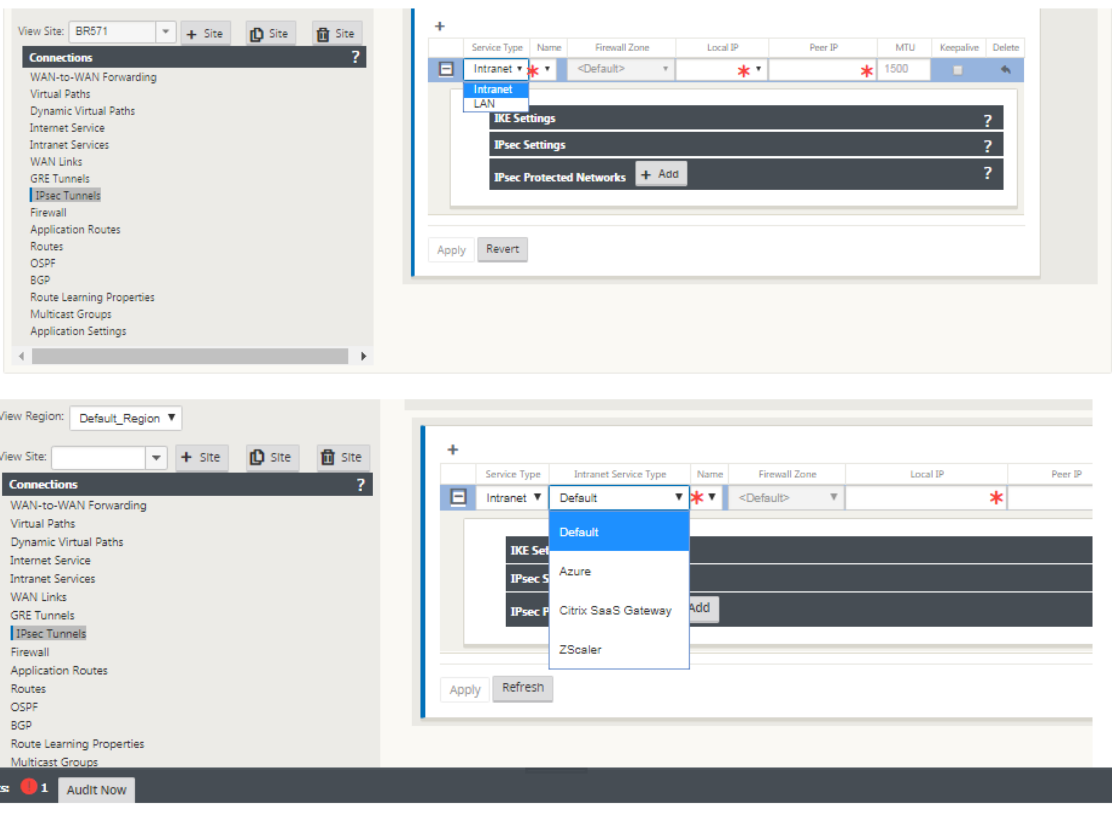 View Site: BR571 + Site Site Site
Connections ?
WAN-to-WAN Forwarding
Virtual Paths
Dynamic Virtual Paths
Internet Service
Intranet Services
WAN Links
GRE Tunnels
IPsec Tunnels
Firewall
Application Routes
Routes
OSPF
BGP
Route Learning Properties
Multicast Groups
Application Settings
+
Service Type Name Firewall Zone Local IP Peer IP MTU Keepalive Delete
Intranet <Default> 1500
Intranet
LAN
IKE Settings ?
IPsec Settings ?
IPsec Protected Networks + Add ?
Apply Revert
View Region: Default_Region
View Site: + Site Site Site
Connections ?
WAN-to-WAN Forwarding
Virtual Paths
Dynamic Virtual Paths
Internet Service
Intranet Services
WAN Links
GRE Tunnels
IPsec Tunnels
Firewall
Application Routes
Routes
OSPF
BGP
Route Learning Properties
Multicast Groups
+
Service Type Intranet Service Type Name Firewall Zone Local IP Peer IP
Intranet Default <Default>
Default
Azure
Citrix SaaS Gateway
ZScaler
IKE Set
IPsec S
IPsec P Add
Apply Refresh
s: 1 Audit Now